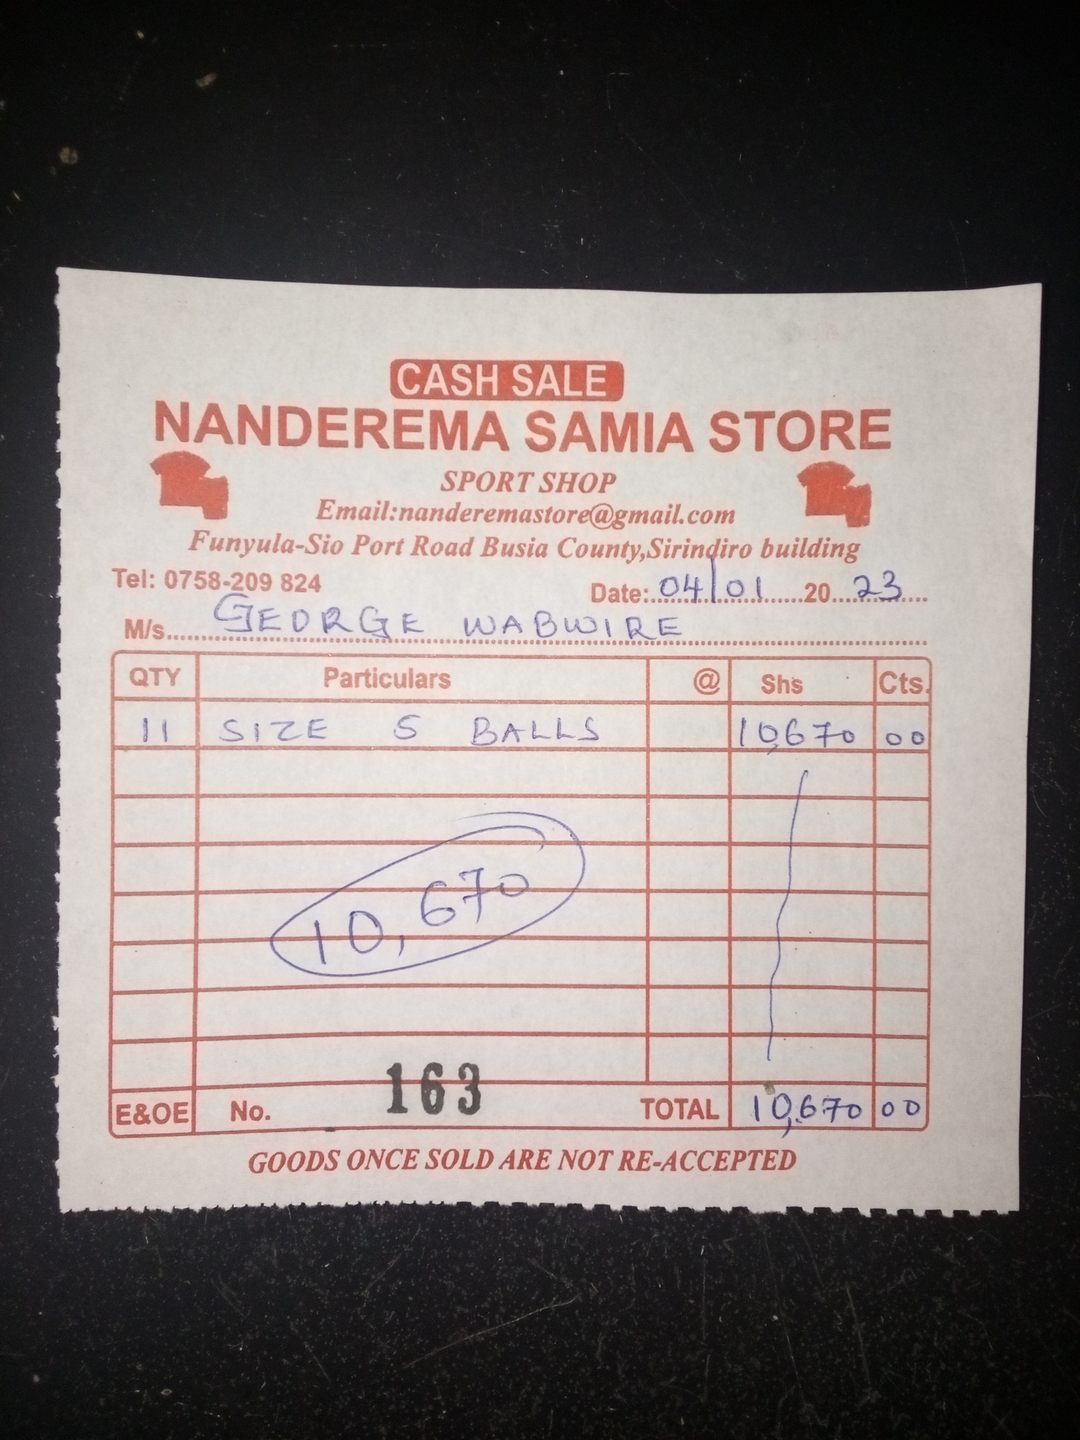 CASH SALE
NANDEREMA SAMIA STORE
SPORT SHOP
Email:nanderemastore@gmail.com
Funyula-Sio Port Road Busia County,Sirindiro building
Tel: 0758-209 824 Date:..04/01......20...23....
M/s.....GEORGE WABWIRE
QTY Particulars @ Shs Cts.
11 SIZE 5 BALLS 10,670 00
10,670
E&OE No. 163 TOTAL 10,670 00
GOODS ONCE SOLD ARE NOT RE-ACCEPTED